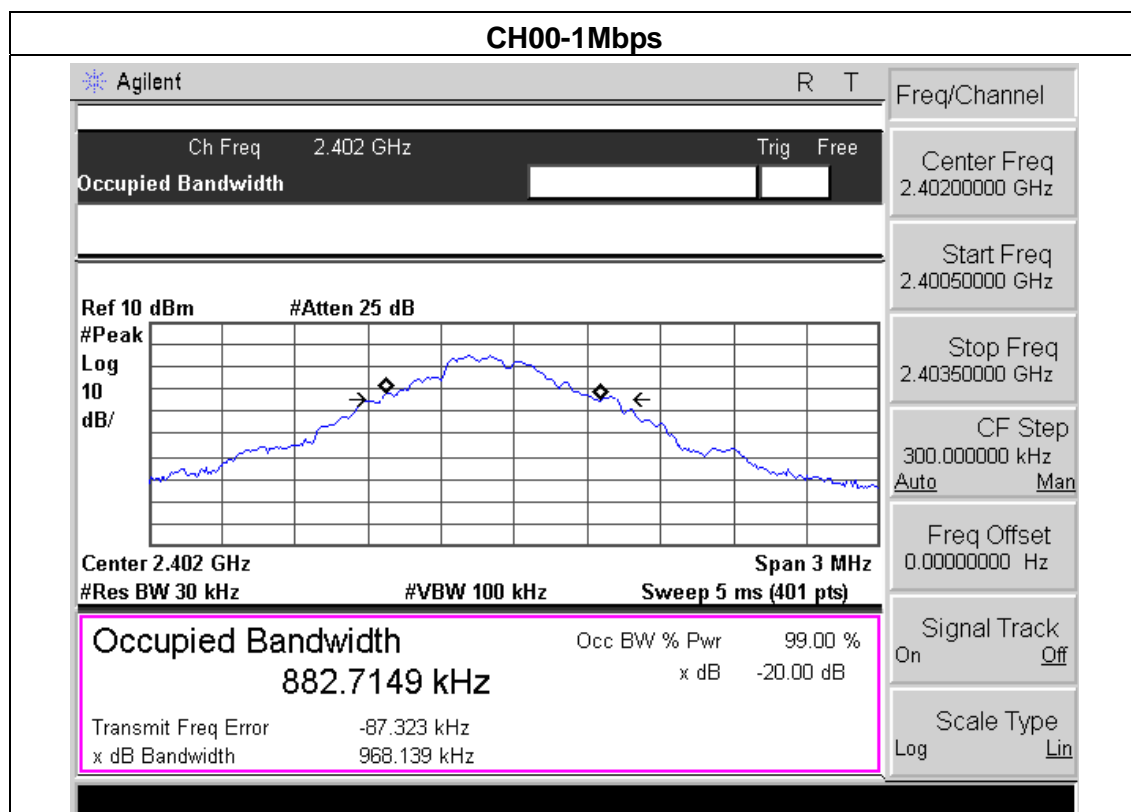 CH00-1Mbps
Agilent R T
Ch Freq 2.402 GHz Trig Free
Occupied Bandwidth
Ref 10 dBm #Atten 25 dB
#Peak
Log
10
dB/
Center 2.402 GHz Span 3 MHz
#Res BW 30 kHz #VBW 100 kHz Sweep 5 ms (401 pts)
Occupied Bandwidth Occ BW % Pwr 99.00 %
882.7149 kHz x dB -20.00 dB
Transmit Freq Error -87.323 kHz
x dB Bandwidth 968.139 kHz
Freq/Channel
Center Freq
2.40200000 GHz
Start Freq
2.40050000 GHz
Stop Freq
2.40350000 GHz
CF Step
300.000000 kHz
Auto Man
Freq Offset
0.00000000 Hz
Signal Track
On Off
Scale Type
Log Lin